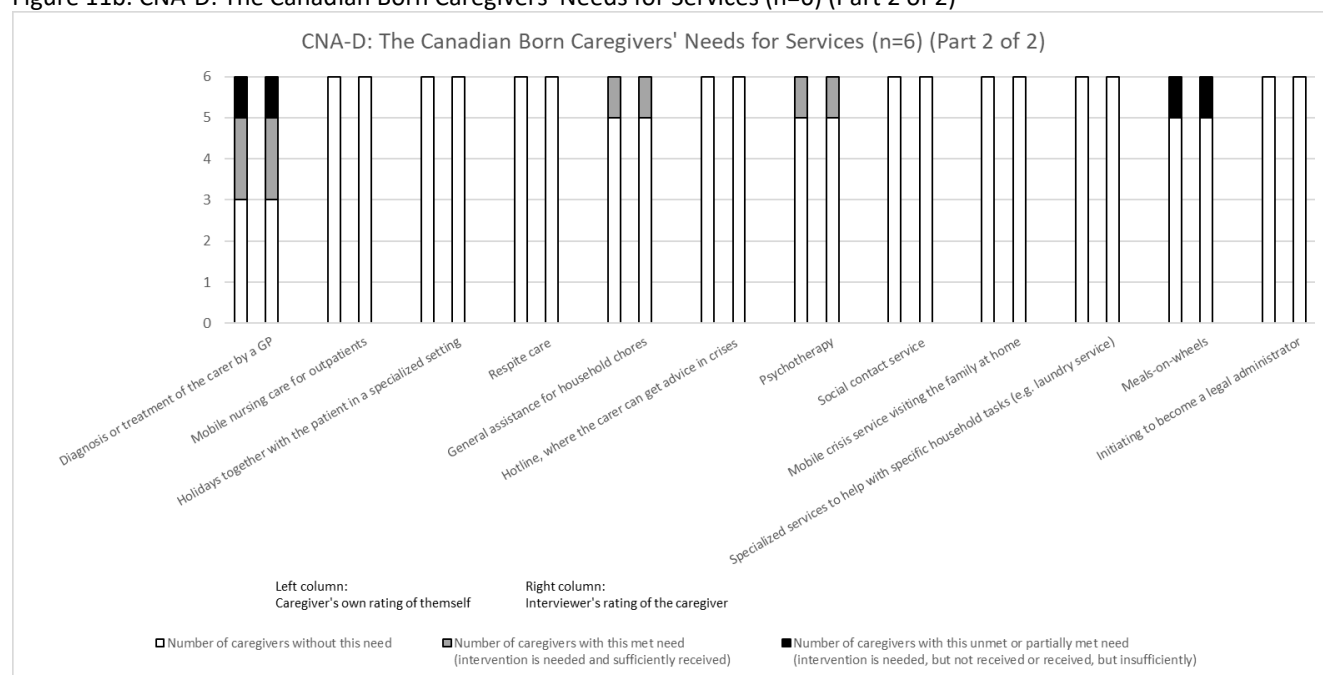 Figure 11b: CNA-D: The Canadian Born Caregivers' Needs for Services (n=6) (Part 2 of 2)
CNA-D: The Canadian Born Caregivers' Needs for Services (n=6) (Part 2 of 2)
6
5
4
3
2
1
0
Diagnosis or treatment of the carer by a GP
Mobile nursing care for outpatients
Holidays together with the patient in a specialized setting
Respite care
General assistance for household chores
Hotline, where the carer can get advice in crises
Psychotherapy
Social contact service
Mobile crisis service visiting the family at home
Specialized services to help with specific household tasks (e.g. laundry service)
Meals-on-wheels
Initiating to become a legal administrator
Left column:
Caregiver's own rating of themself
Right column:
Interviewer's rating of the caregiver
Number of caregivers without this need
Number of caregivers with this met need
(intervention is needed and sufficiently received)
Number of caregivers with this unmet or partially met need
(intervention is needed, but not received or received, but insufficiently)